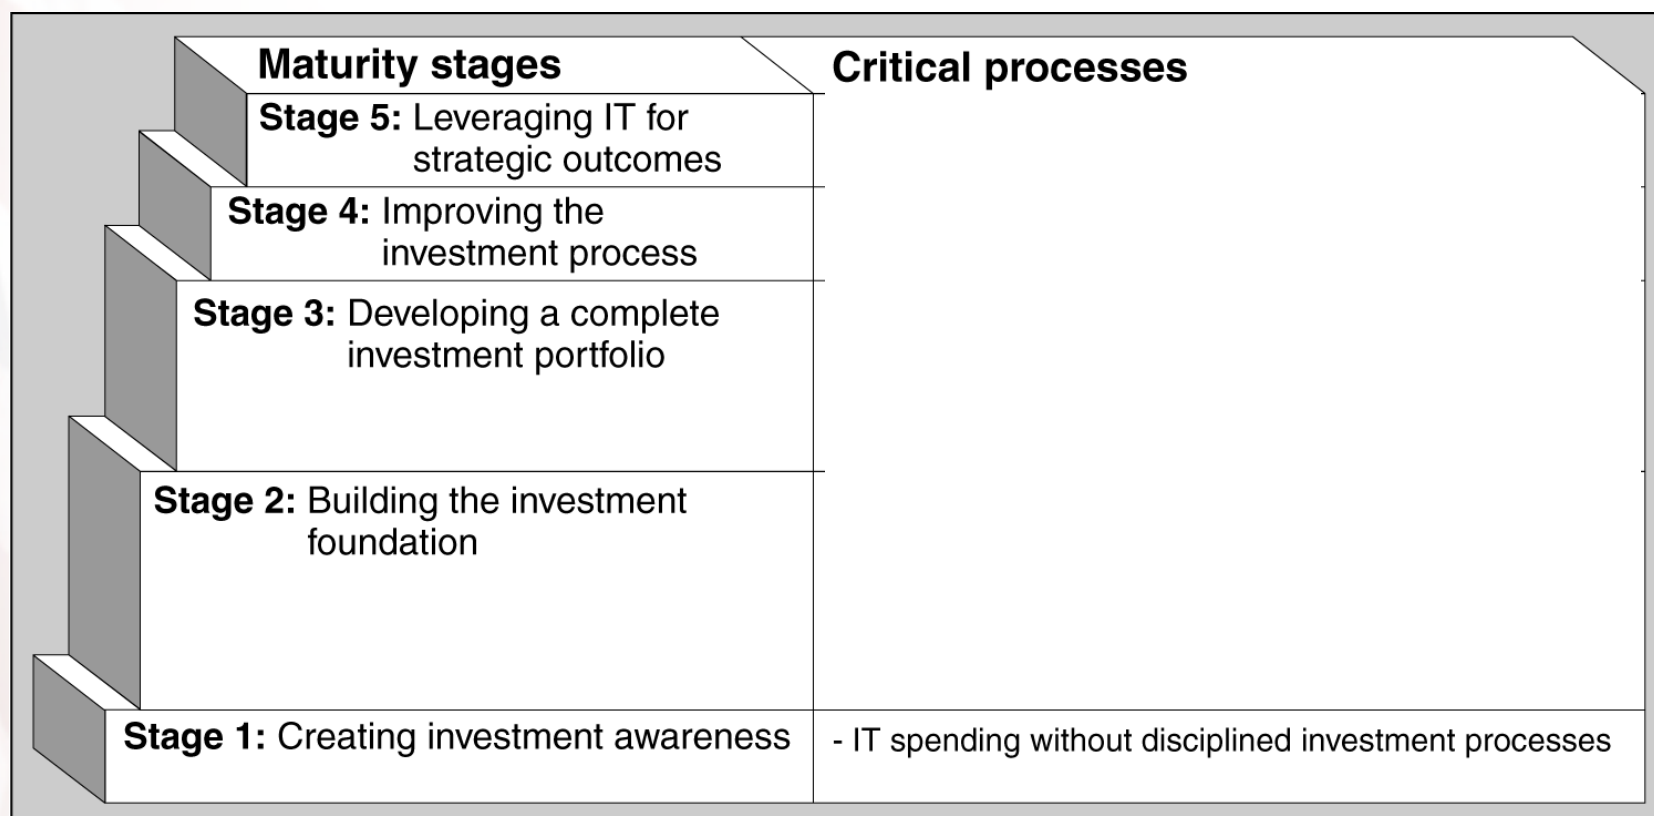 Maturity stages
Critical processes
Stage 5: Leveraging IT for
strategic outcomes
Stage 4: Improving the
investment process
Stage 3: Developing a complete
investment portfolio
Stage 2: Building the investment
foundation
Stage 1: Creating investment awareness
- IT spending without disciplined investment processes